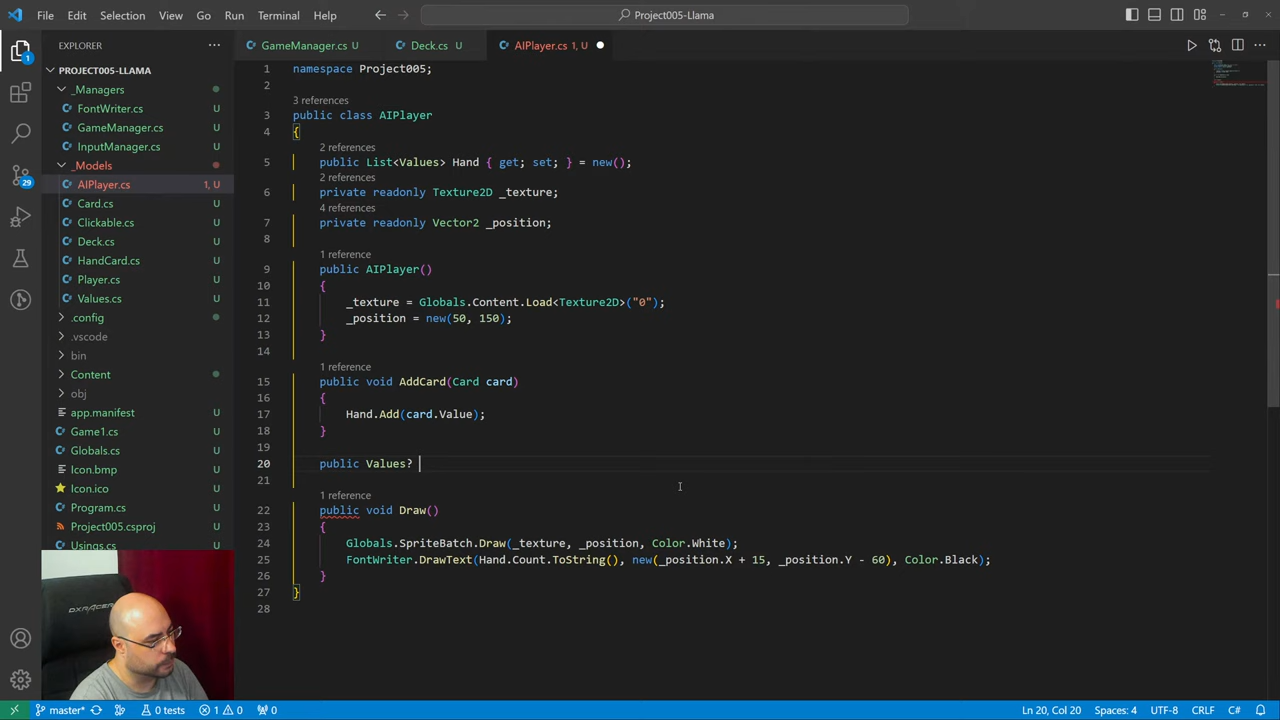 File Edit Selection View Go Run Terminal Help
Project005-Llama
EXPLORER
GameManager.cs U
Deck.cs U
AIPlayer.cs 1, U
PROJECT005-LLAMA
_Managers
FontWriter.cs U
GameManager.cs U
InputManager.cs U
_Models
AIPlayer.cs 1, U
Card.cs U
Clickable.cs U
Deck.cs U
HandCard.cs U
Player.cs U
Values.cs U
.config
.vscode
bin
Content
obj
app.manifest U
Game1.cs U
Globals.cs U
Icon.bmp U
Icon.ico U
Program.cs U
Project005.csproj U
Usings.cs U
1 namespace Project005;
2
3 references
3 public class AIPlayer
4 {
2 references
5 public List<Values> Hand { get; set; } = new();
2 references
6 private readonly Texture2D _texture;
4 references
7 private readonly Vector2 _position;
8
1 reference
9 public AIPlayer()
10 {
11 _texture = Globals.Content.Load<Texture2D>("0");
12 _position = new(50, 150);
13 }
14
1 reference
15 public void AddCard(Card card)
16 {
17 Hand.Add(card.Value);
18 }
19
20 public Values?
21
1 reference
22 public void Draw()
23 {
24 Globals.SpriteBatch.Draw(_texture, _position, Color.White);
25 FontWriter.DrawText(Hand.Count.ToString(), new(_position.X + 15, _position.Y - 60), Color.Black);
26 }
27 }
28
1
29
DXRACER
master* 0 tests 1 0 0
Ln 20, Col 20 Spaces: 4 UTF-8 CRLF C#